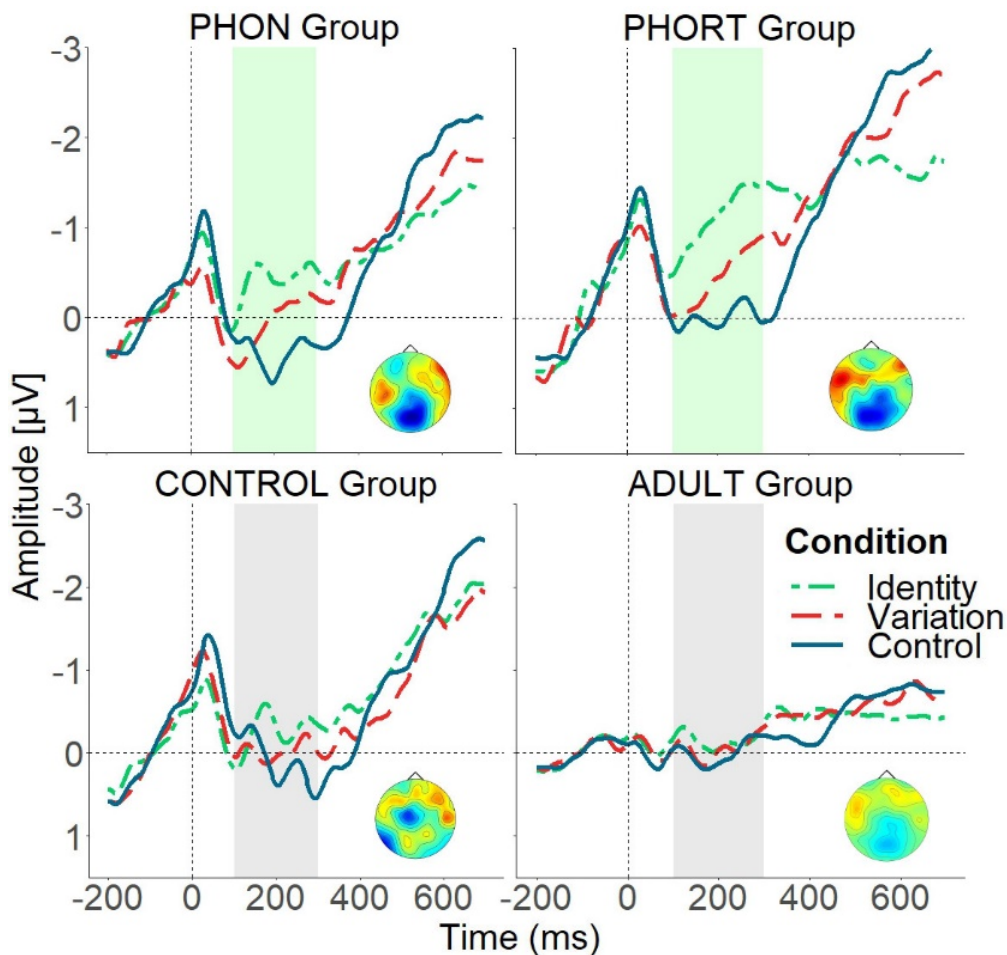 PHON Group
PHORT Group
-3
-2
-1
0
1
CONTROL Group
ADULT Group
-3
-2
-1
0
1
Amplitude [µV]
Condition
Identity
Variation
Control
-200 0 200 400 600
-200 0 200 400 600
Time (ms)